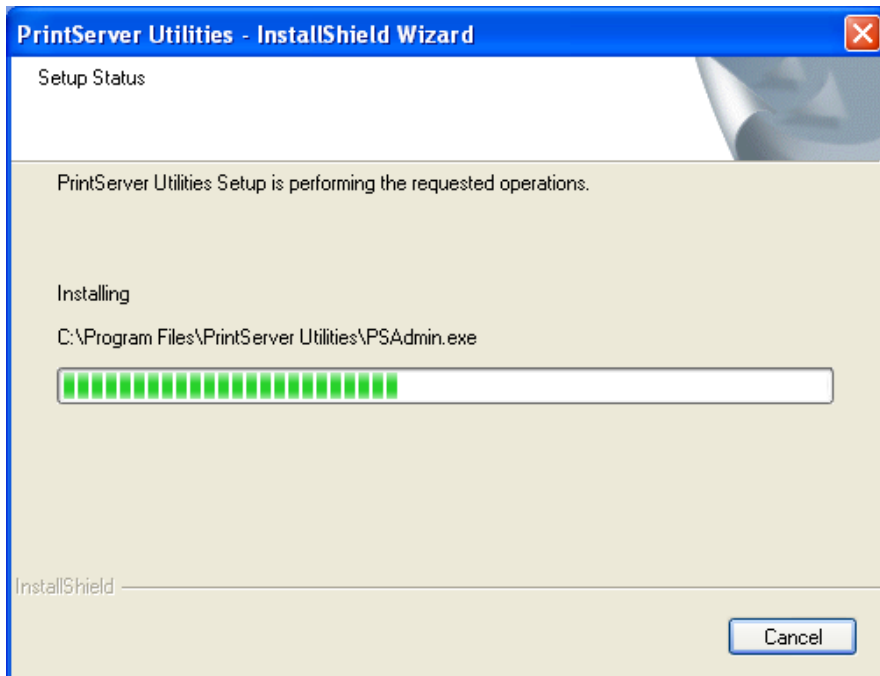 PrintServer Utilities - InstallShield Wizard
Setup Status
PrintServer Utilities Setup is performing the requested operations.
Installing
C:\Program Files\PrintServer Utilities\PSAdmin.exe
InstallShield
Cancel